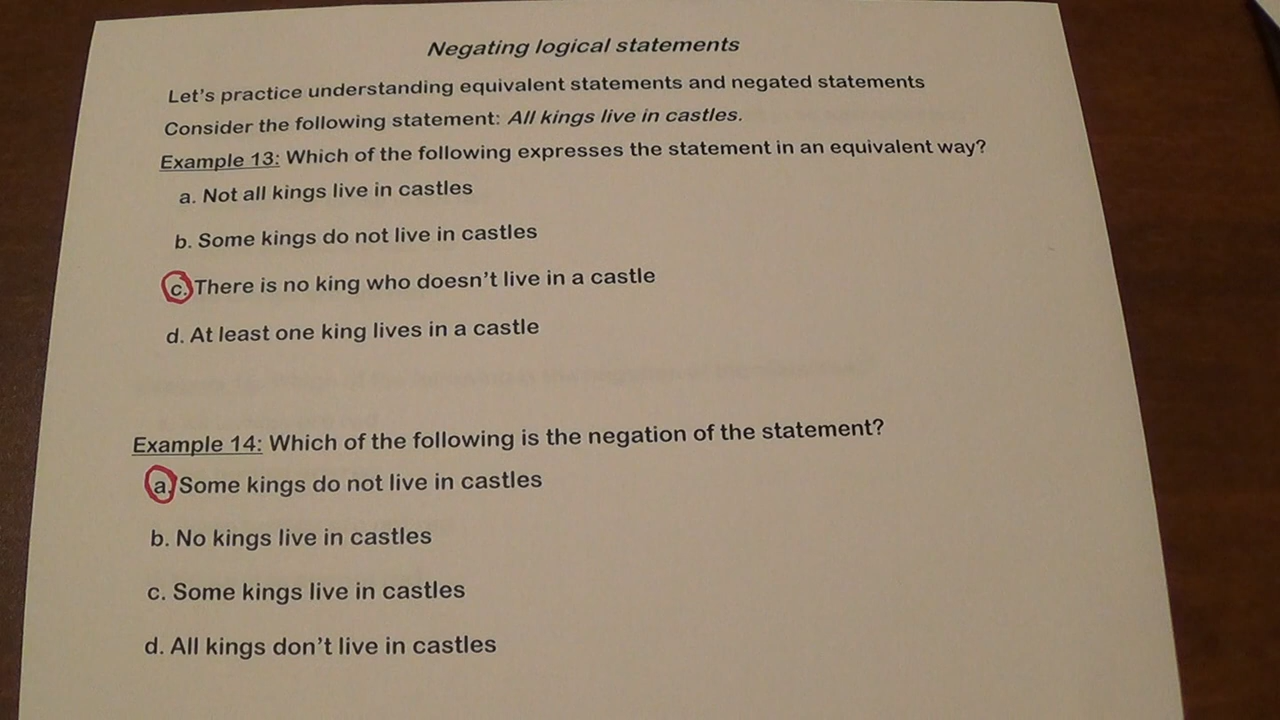 Negating logical statements
Let's practice understanding equivalent statements and negated statements
Consider the following statement: All kings live in castles.
Example 13: Which of the following expresses the statement in an equivalent way?
a. Not all kings live in castles
b. Some kings do not live in castles
c. There is no king who doesn't live in a castle
d. At least one king lives in a castle
Example 14: Which of the following is the negation of the statement?
a. Some kings do not live in castles
b. No kings live in castles
c. Some kings live in castles
d. All kings don't live in castles